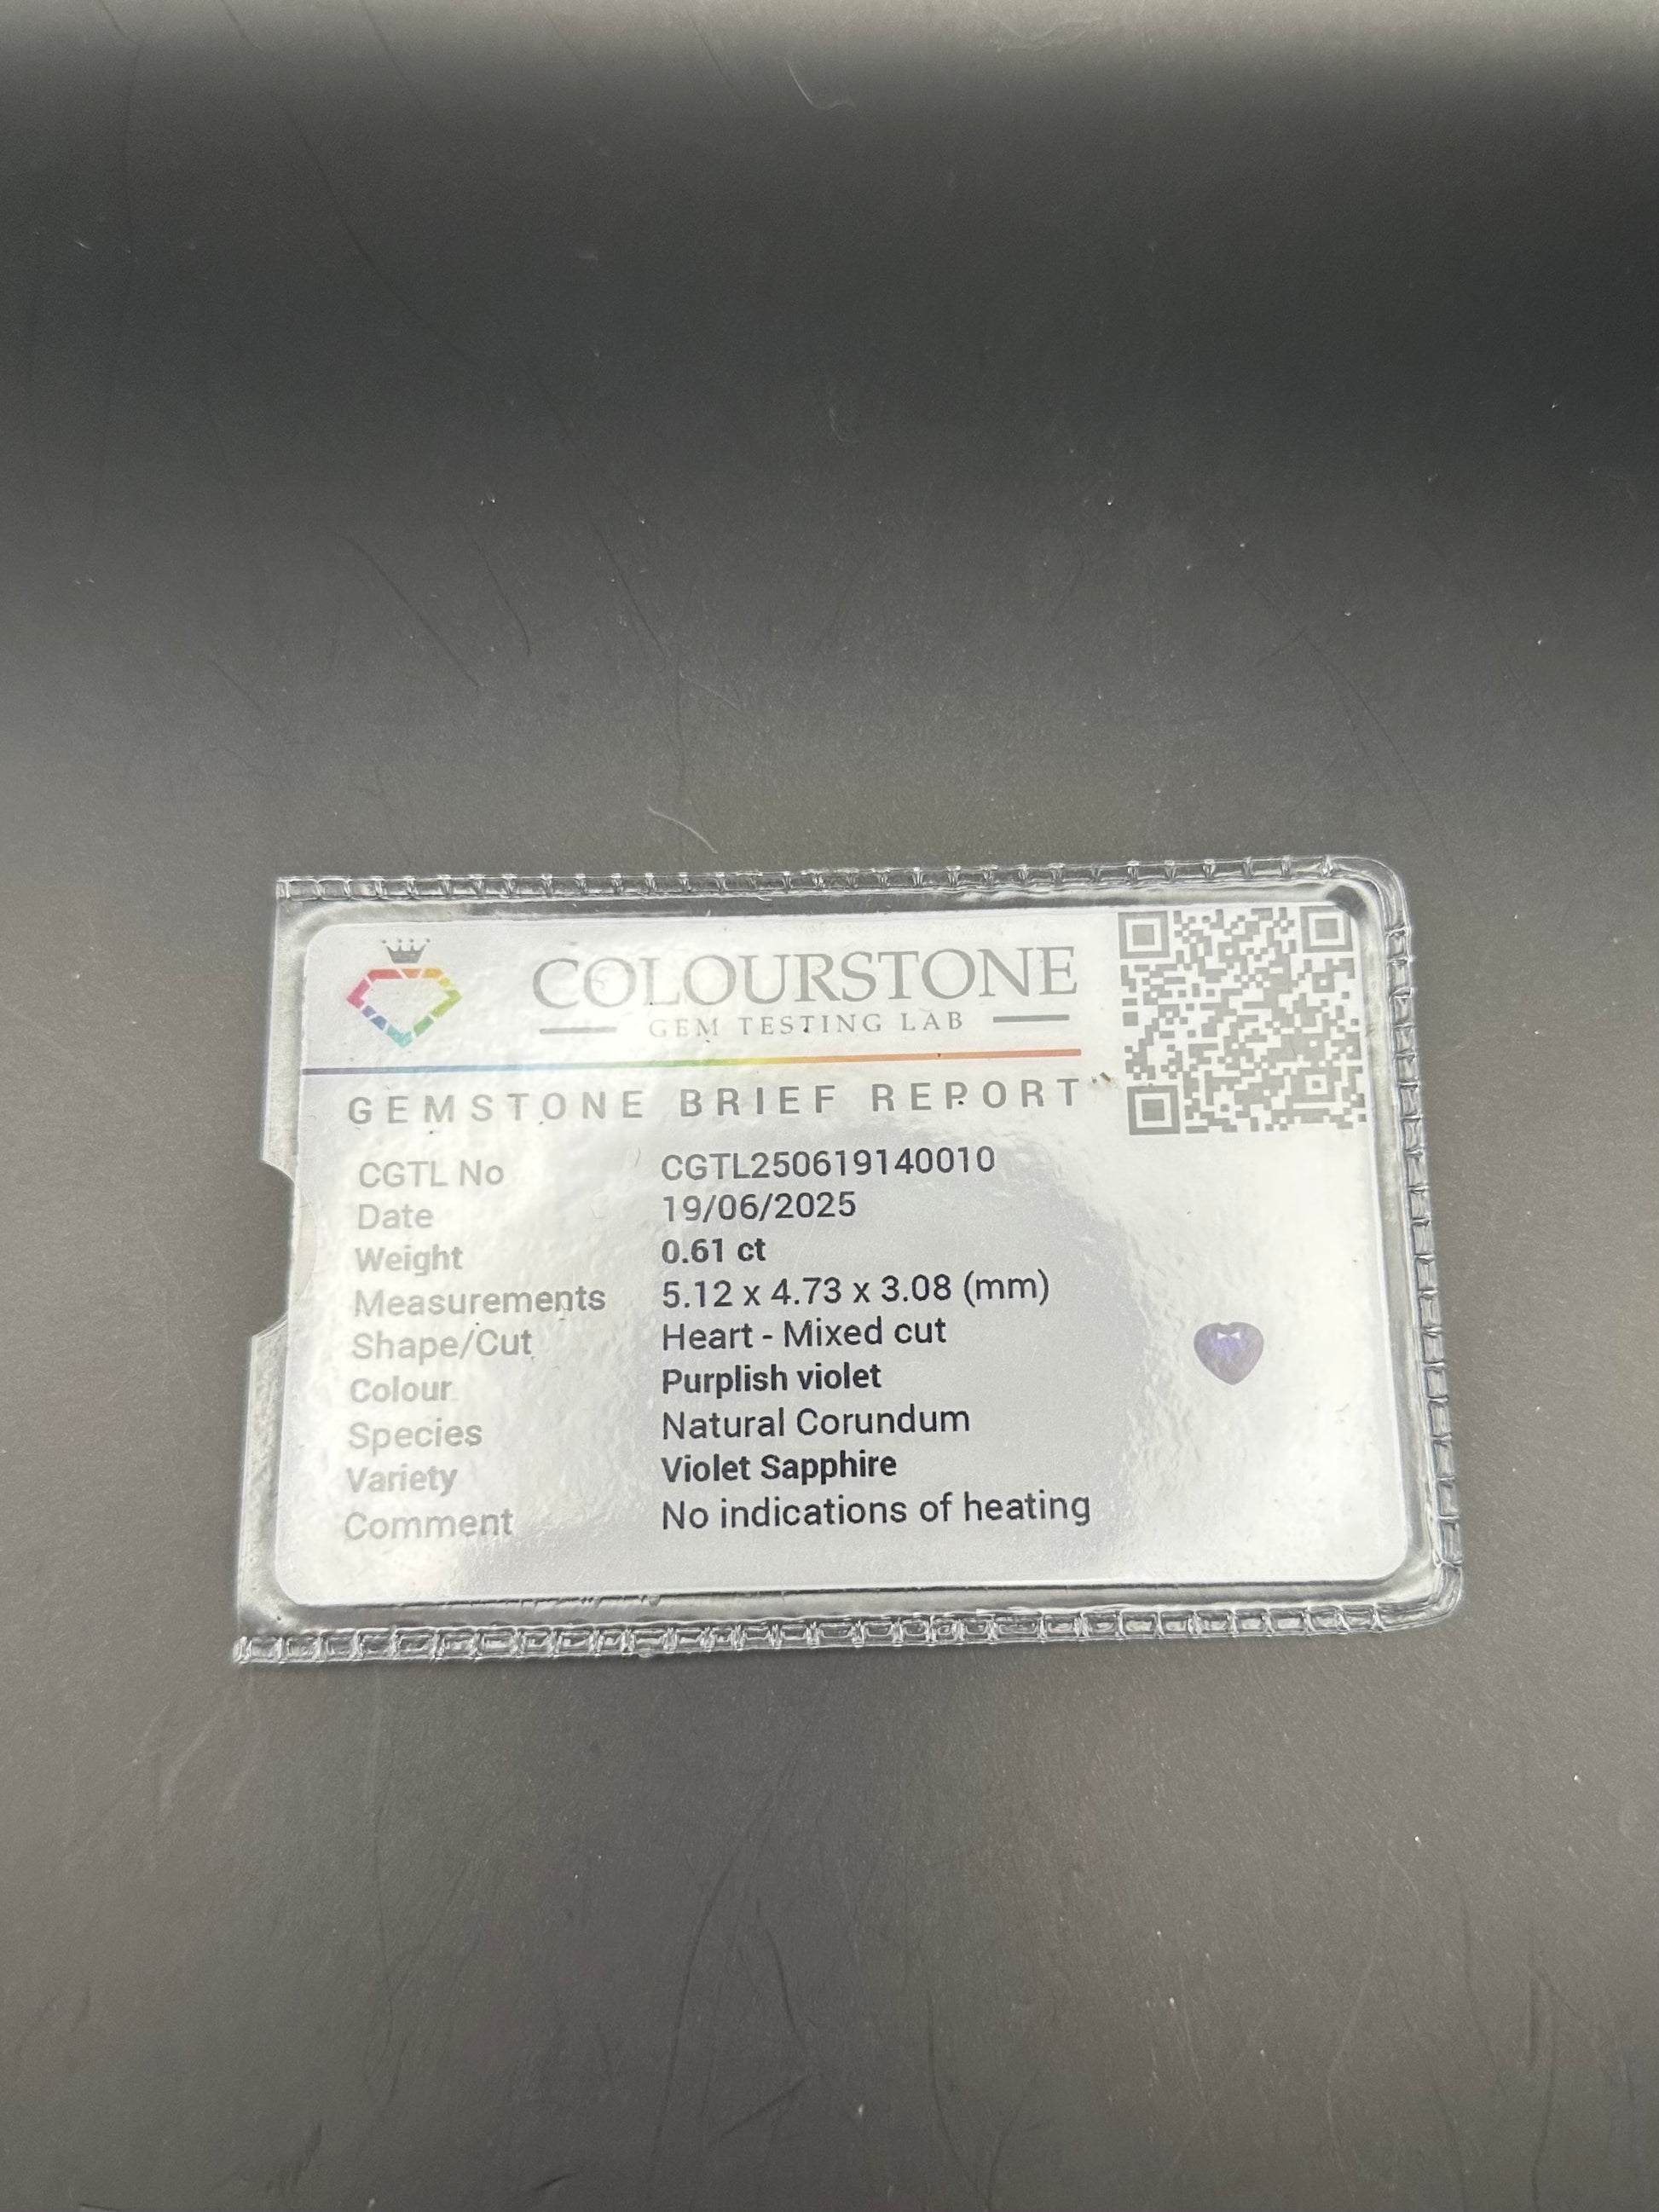 COLOURSTONE
GEM TESTING LAB
GEMSTONE BRIEF REPORT
CGTL No CGTL250619140010
Date 19/06/2025
Weight 0.61 ct
Measurements 5.12 x 4.73 x 3.08 (mm)
Shape/Cut Heart - Mixed cut
Colour Purplish violet
Species Natural Corundum
Variety Violet Sapphire
Comment No indications of heating